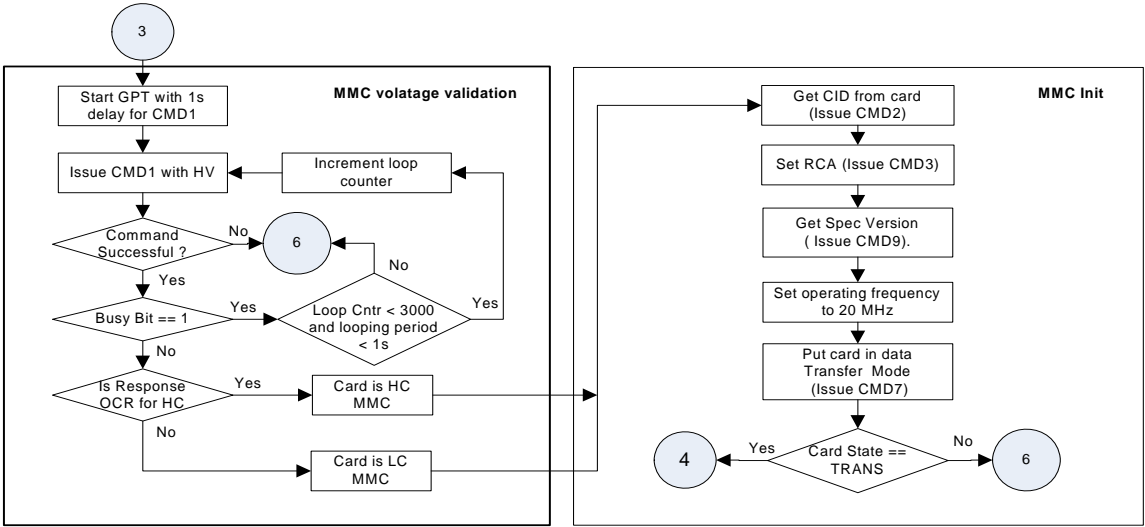 3
MMC volatage validation
Start GPT with 1s
delay for CMD1
Issue CMD1 with HV
Increment loop
counter
Command
Successful ?
No
6
Yes
No
Busy Bit == 1
Yes
Loop Cntr < 3000
and looping period
< 1s
Yes
No
Is Response
OCR for HC
Yes
Card is HC
MMC
No
Card is LC
MMC
MMC Init
Get CID from card
(Issue CMD2)
Set RCA (Issue CMD3)
Get Spec Version
( Issue CMD9).
Set operating frequency
to 20 MHz
Put card in data
Transfer Mode
(Issue CMD7)
Card State ==
TRANS
Yes
4
No
6